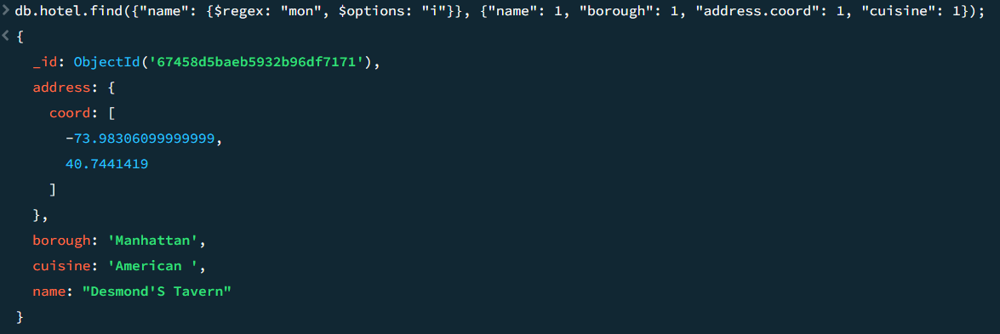 > db.hotel.find({"name": {$regex: "mon", $options: "i"}}, {"name": 1, "borough": 1, "address.coord": 1, "cuisine": 1});
< {
_id: ObjectId('67458d5baeb5932b96df7171'),
address: {
coord: [
-73.98306099999999,
40.7441419
]
},
borough: 'Manhattan',
cuisine: 'American ',
name: "Desmond'S Tavern"
}